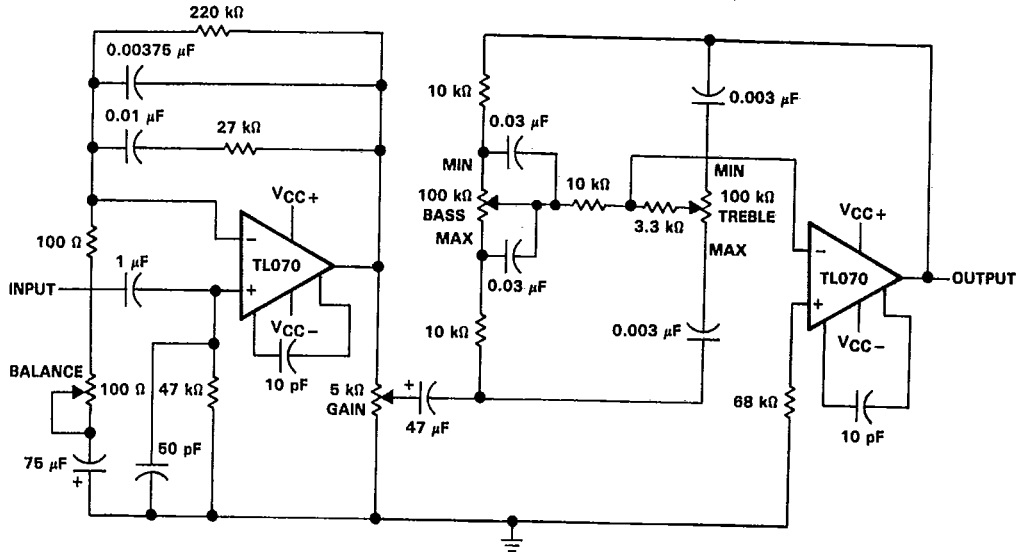 220 kΩ
0.00375 µF
0.01 µF
27 kΩ
VCC+
100 Ω
−
TL070
+
1 µF
INPUT
VCC−
10 pF
BALANCE
100 Ω
47 kΩ
5 kΩ
GAIN
+
47 µF
50 pF
75 µF
+
10 kΩ
0.03 µF
MIN
100 kΩ
BASS
MAX
0.03 µF
10 kΩ
10 kΩ
3.3 kΩ
0.003 µF
MIN
100 kΩ
TREBLE
MAX
0.003 µF
VCC+
−
TL070
+
OUTPUT
VCC−
68 kΩ
10 pF